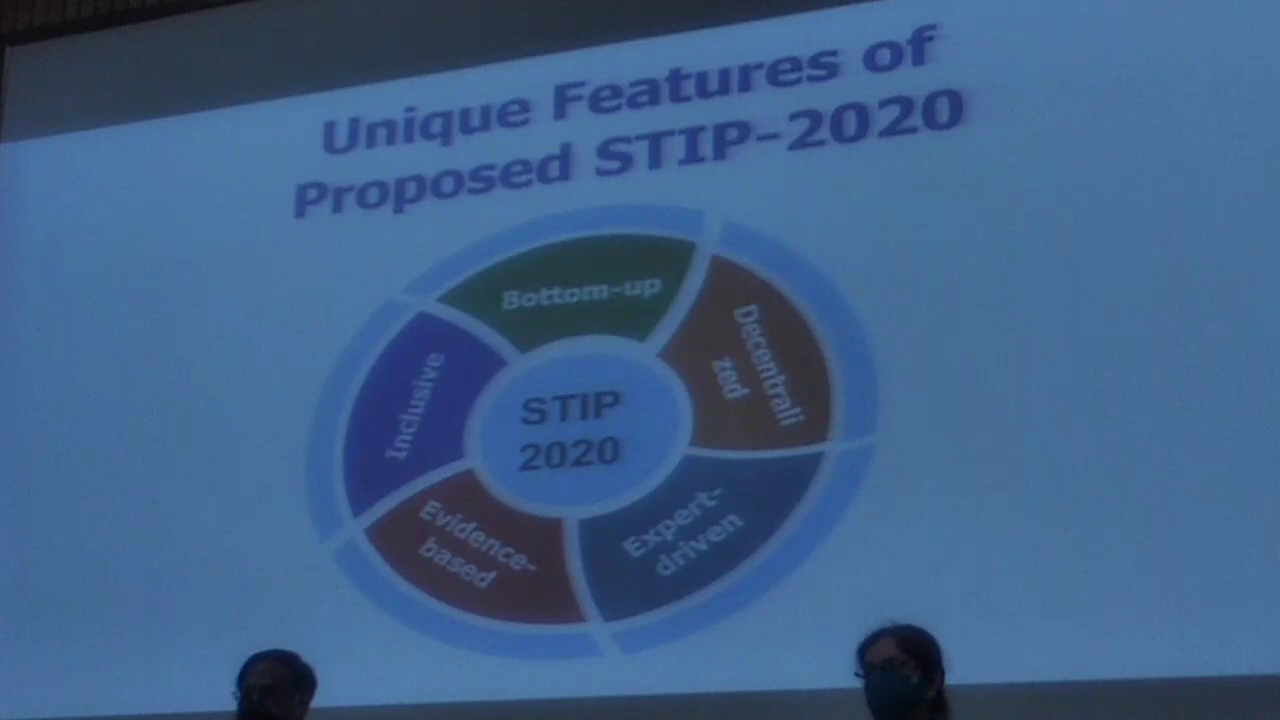 Unique Features of
Proposed STIP-2020
Bottom-up
Decentrali
zed
Expert-
driven
Evidence-
based
Inclusive
STIP
2020